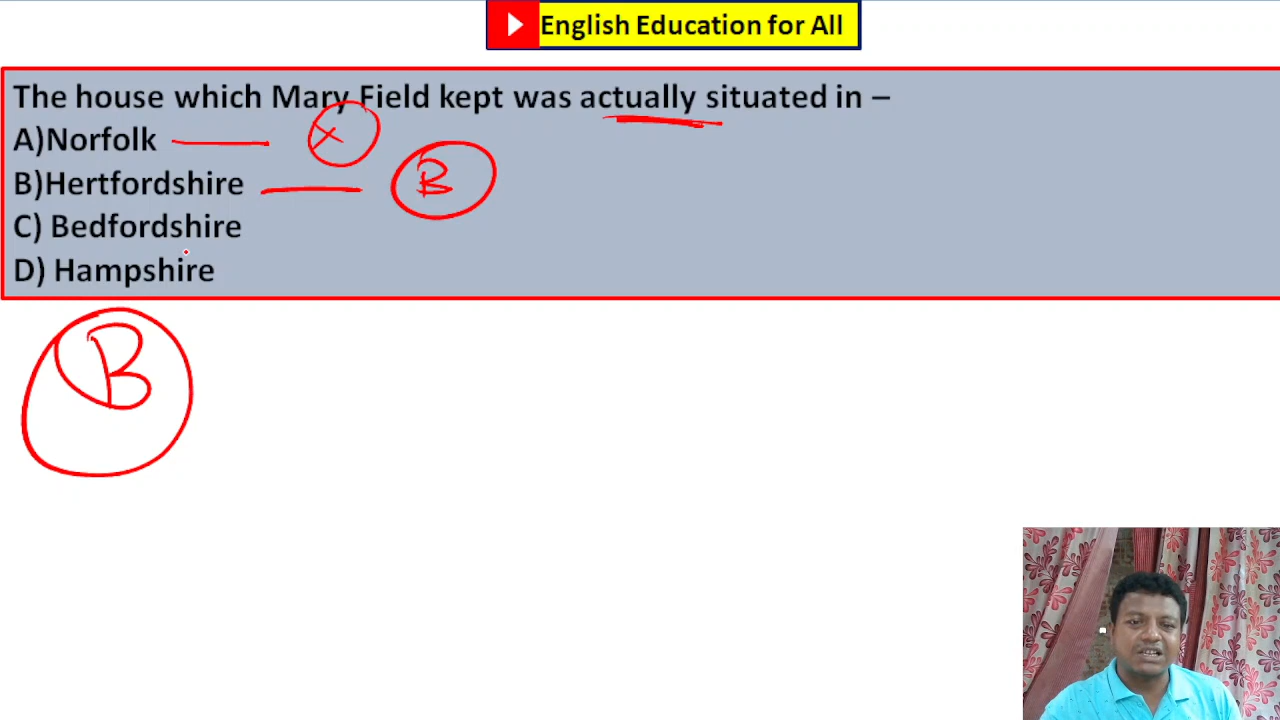 English Education for All
The house which Mary Field kept was actually situated in –
A)Norfolk X
B)Hertfordshire B
C) Bedfordshire
D) Hampshire
B